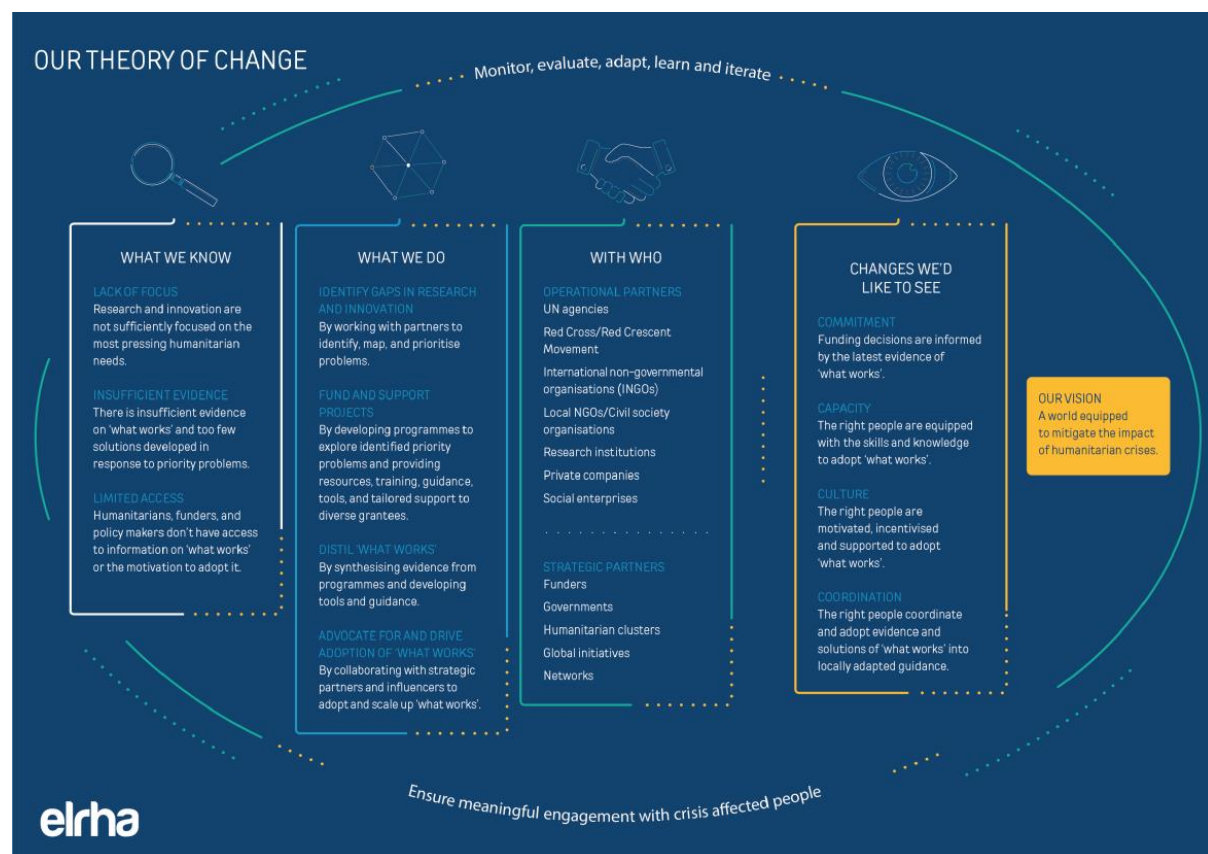 OUR THEORY OF CHANGE
Monitor, evaluate, adapt, learn and iterate
WHAT WE KNOW
LACK OF FOCUS
Research and innovation are
not sufficiently focused on the
most pressing humanitarian
needs.
INSUFFICIENT EVIDENCE
There is insufficient evidence
on 'what works' and too few
solutions developed in
response to priority problems.
LIMITED ACCESS
Humanitarians, funders, and
policy makers don't have access
to information on 'what works'
or the motivation to adopt it.
WHAT WE DO
IDENTIFY GAPS IN RESEARCH
AND INNOVATION
By working with partners to
identify, map, and prioritise
problems.
FUND AND SUPPORT
PROJECTS
By developing programmes to
explore identified priority
problems and providing
resources, training, guidance,
tools, and tailored support to
diverse grantees.
DISTIL 'WHAT WORKS'
By synthesising evidence from
programmes and developing
tools and guidance.
ADVOCATE FOR AND DRIVE
ADOPTION OF 'WHAT WORKS'
By collaborating with strategic
partners and influencers to
adopt and scale up 'what works'.
WITH WHO
OPERATIONAL PARTNERS
UN agencies
Red Cross/Red Crescent
Movement
International non-governmental
organisations (INGOs)
Local NGOs/Civil society
organisations
Research institutions
Private companies
Social enterprises
STRATEGIC PARTNERS
Funders
Governments
Humanitarian clusters
Global initiatives
Networks
CHANGES WE'D
LIKE TO SEE
COMMITMENT
Funding decisions are informed
by the latest evidence of
'what works'.
CAPACITY
The right people are equipped
with the skills and knowledge
to adopt 'what works'.
CULTURE
The right people are
motivated, incentivised
and supported to adopt
'what works'.
COORDINATION
The right people coordinate
and adopt evidence and
solutions of 'what works' into
locally adapted guidance.
OUR VISION
A world equipped
to mitigate the impact
of humanitarian crises.
Ensure meaningful engagement with crisis affected people
elrha